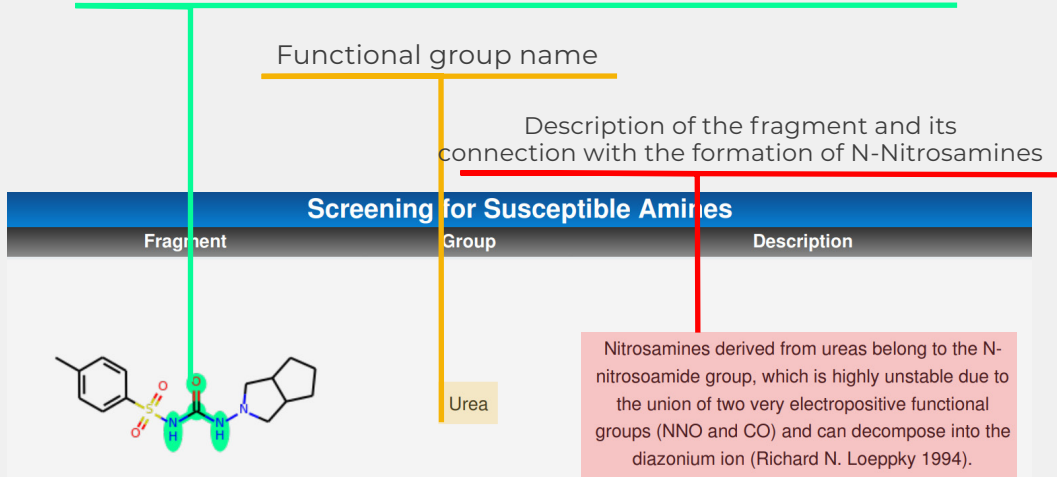 Functional group name
Description of the fragment and its
connection with the formation of N-Nitrosamines
Screening for Susceptible Amines
Fragment Group Description
Nitrosamines derived from ureas belong to the N-
nitrosoamide group, which is highly unstable due to
the union of two very electropositive functional
groups (NNO and CO) and can decompose into the
diazonium ion (Richard N. Loeppky 1994).
Urea
O
O
S
O
N
H
N
H
N